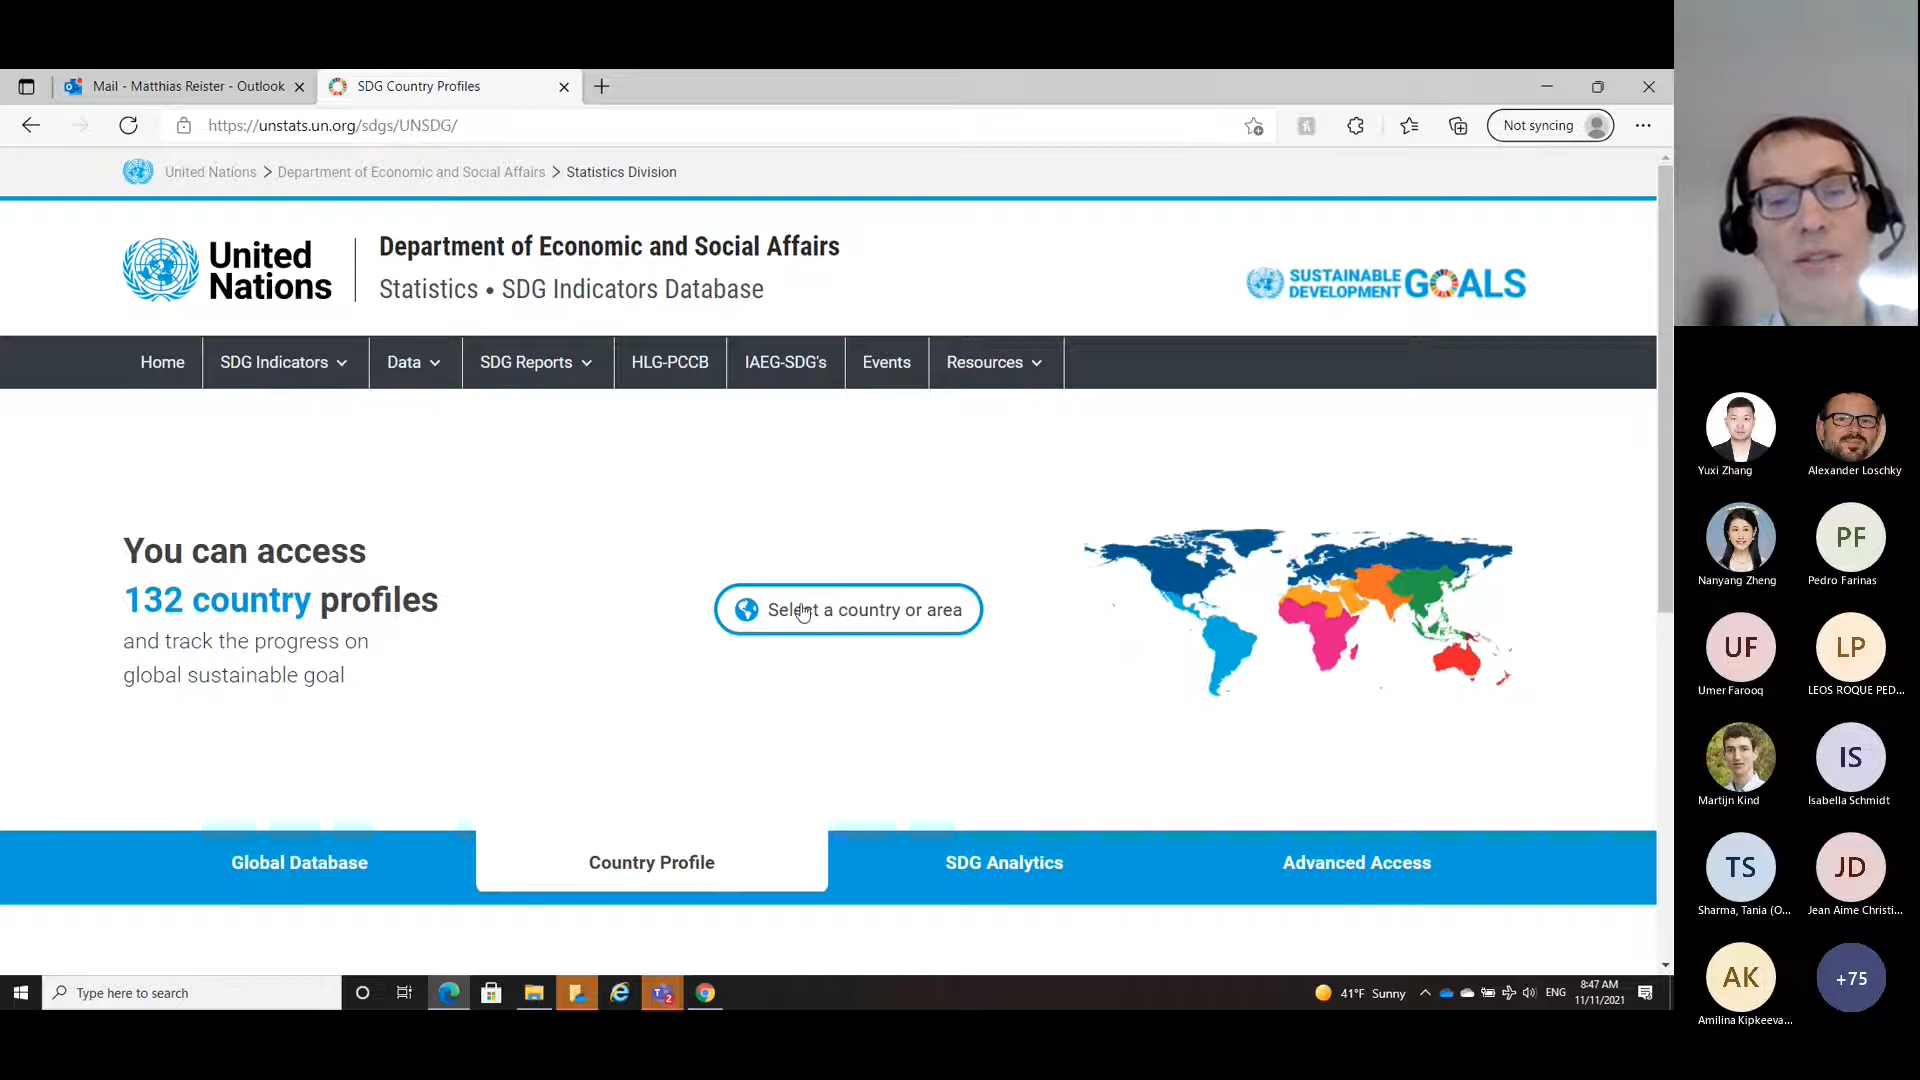 Mail - Matthias Reister - Outlook
SDG Country Profiles
https://unstats.un.org/sdgs/UNSDG/
Not syncing
United Nations > Department of Economic and Social Affairs > Statistics Division
United
Nations
Department of Economic and Social Affairs
Statistics • SDG Indicators Database
SUSTAINABLE
DEVELOPMENT
GOALS
Home
SDG Indicators
Data
SDG Reports
HLG-PCCB
IAEG-SDG's
Events
Resources
You can access
132 country profiles
and track the progress on
global sustainable goal
Select a country or area
Global Database
Country Profile
SDG Analytics
Advanced Access
Type here to search
41°F Sunny
ENG
8:47 AM
11/11/2021
Yuxi Zhang
Alexander Loschky
Nanyang Zheng
PF
Pedro Farinas
UF
Umer Farooq
LP
LEOS ROQUE PED...
Martijn Kind
IS
Isabella Schmidt
TS
Sharma, Tania (O...
JD
Jean Aime Christi...
AK
Amilina Kipkeeva...
+75